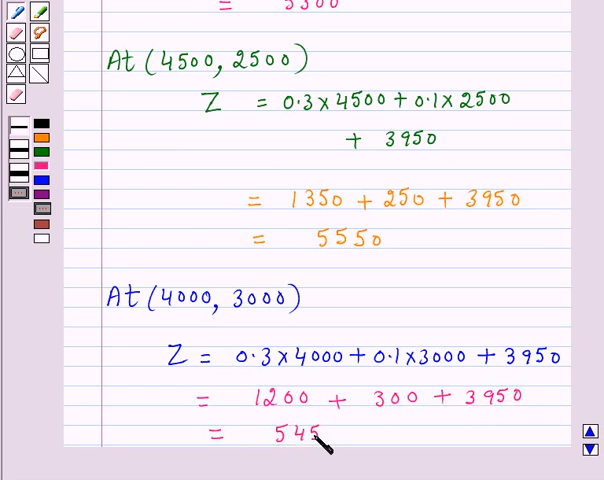 = 5300
At (4500, 2500)
Z = 0.3 x 4500 + 0.1 x 2500
+ 3950
= 1350 + 250 + 3950
= 5550
At (4000, 3000)
Z = 0.3 x 4000 + 0.1 x 3000 + 3950
= 1200 + 300 + 3950
= 545